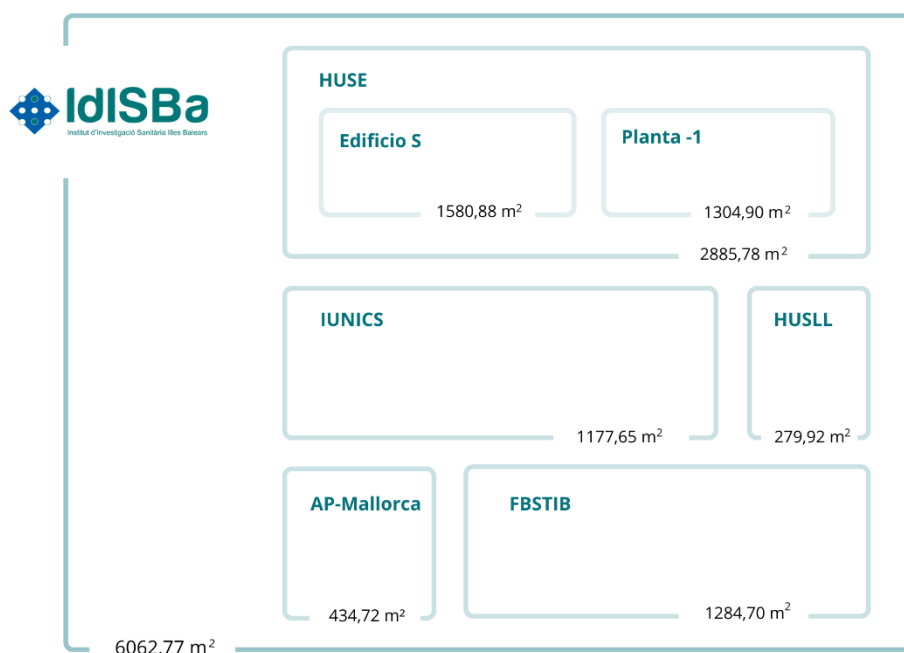 IdISBa
Institut d'Investigació Sanitària Illes Balears
HUSE
Edificio S
1580,88 m²
Planta -1
1304,90 m²
2885,78 m²
IUNICS
1177,65 m²
HUSLL
279,92 m²
AP-Mallorca
434,72 m²
FBSTIB
1284,70 m²
6062,77 m²